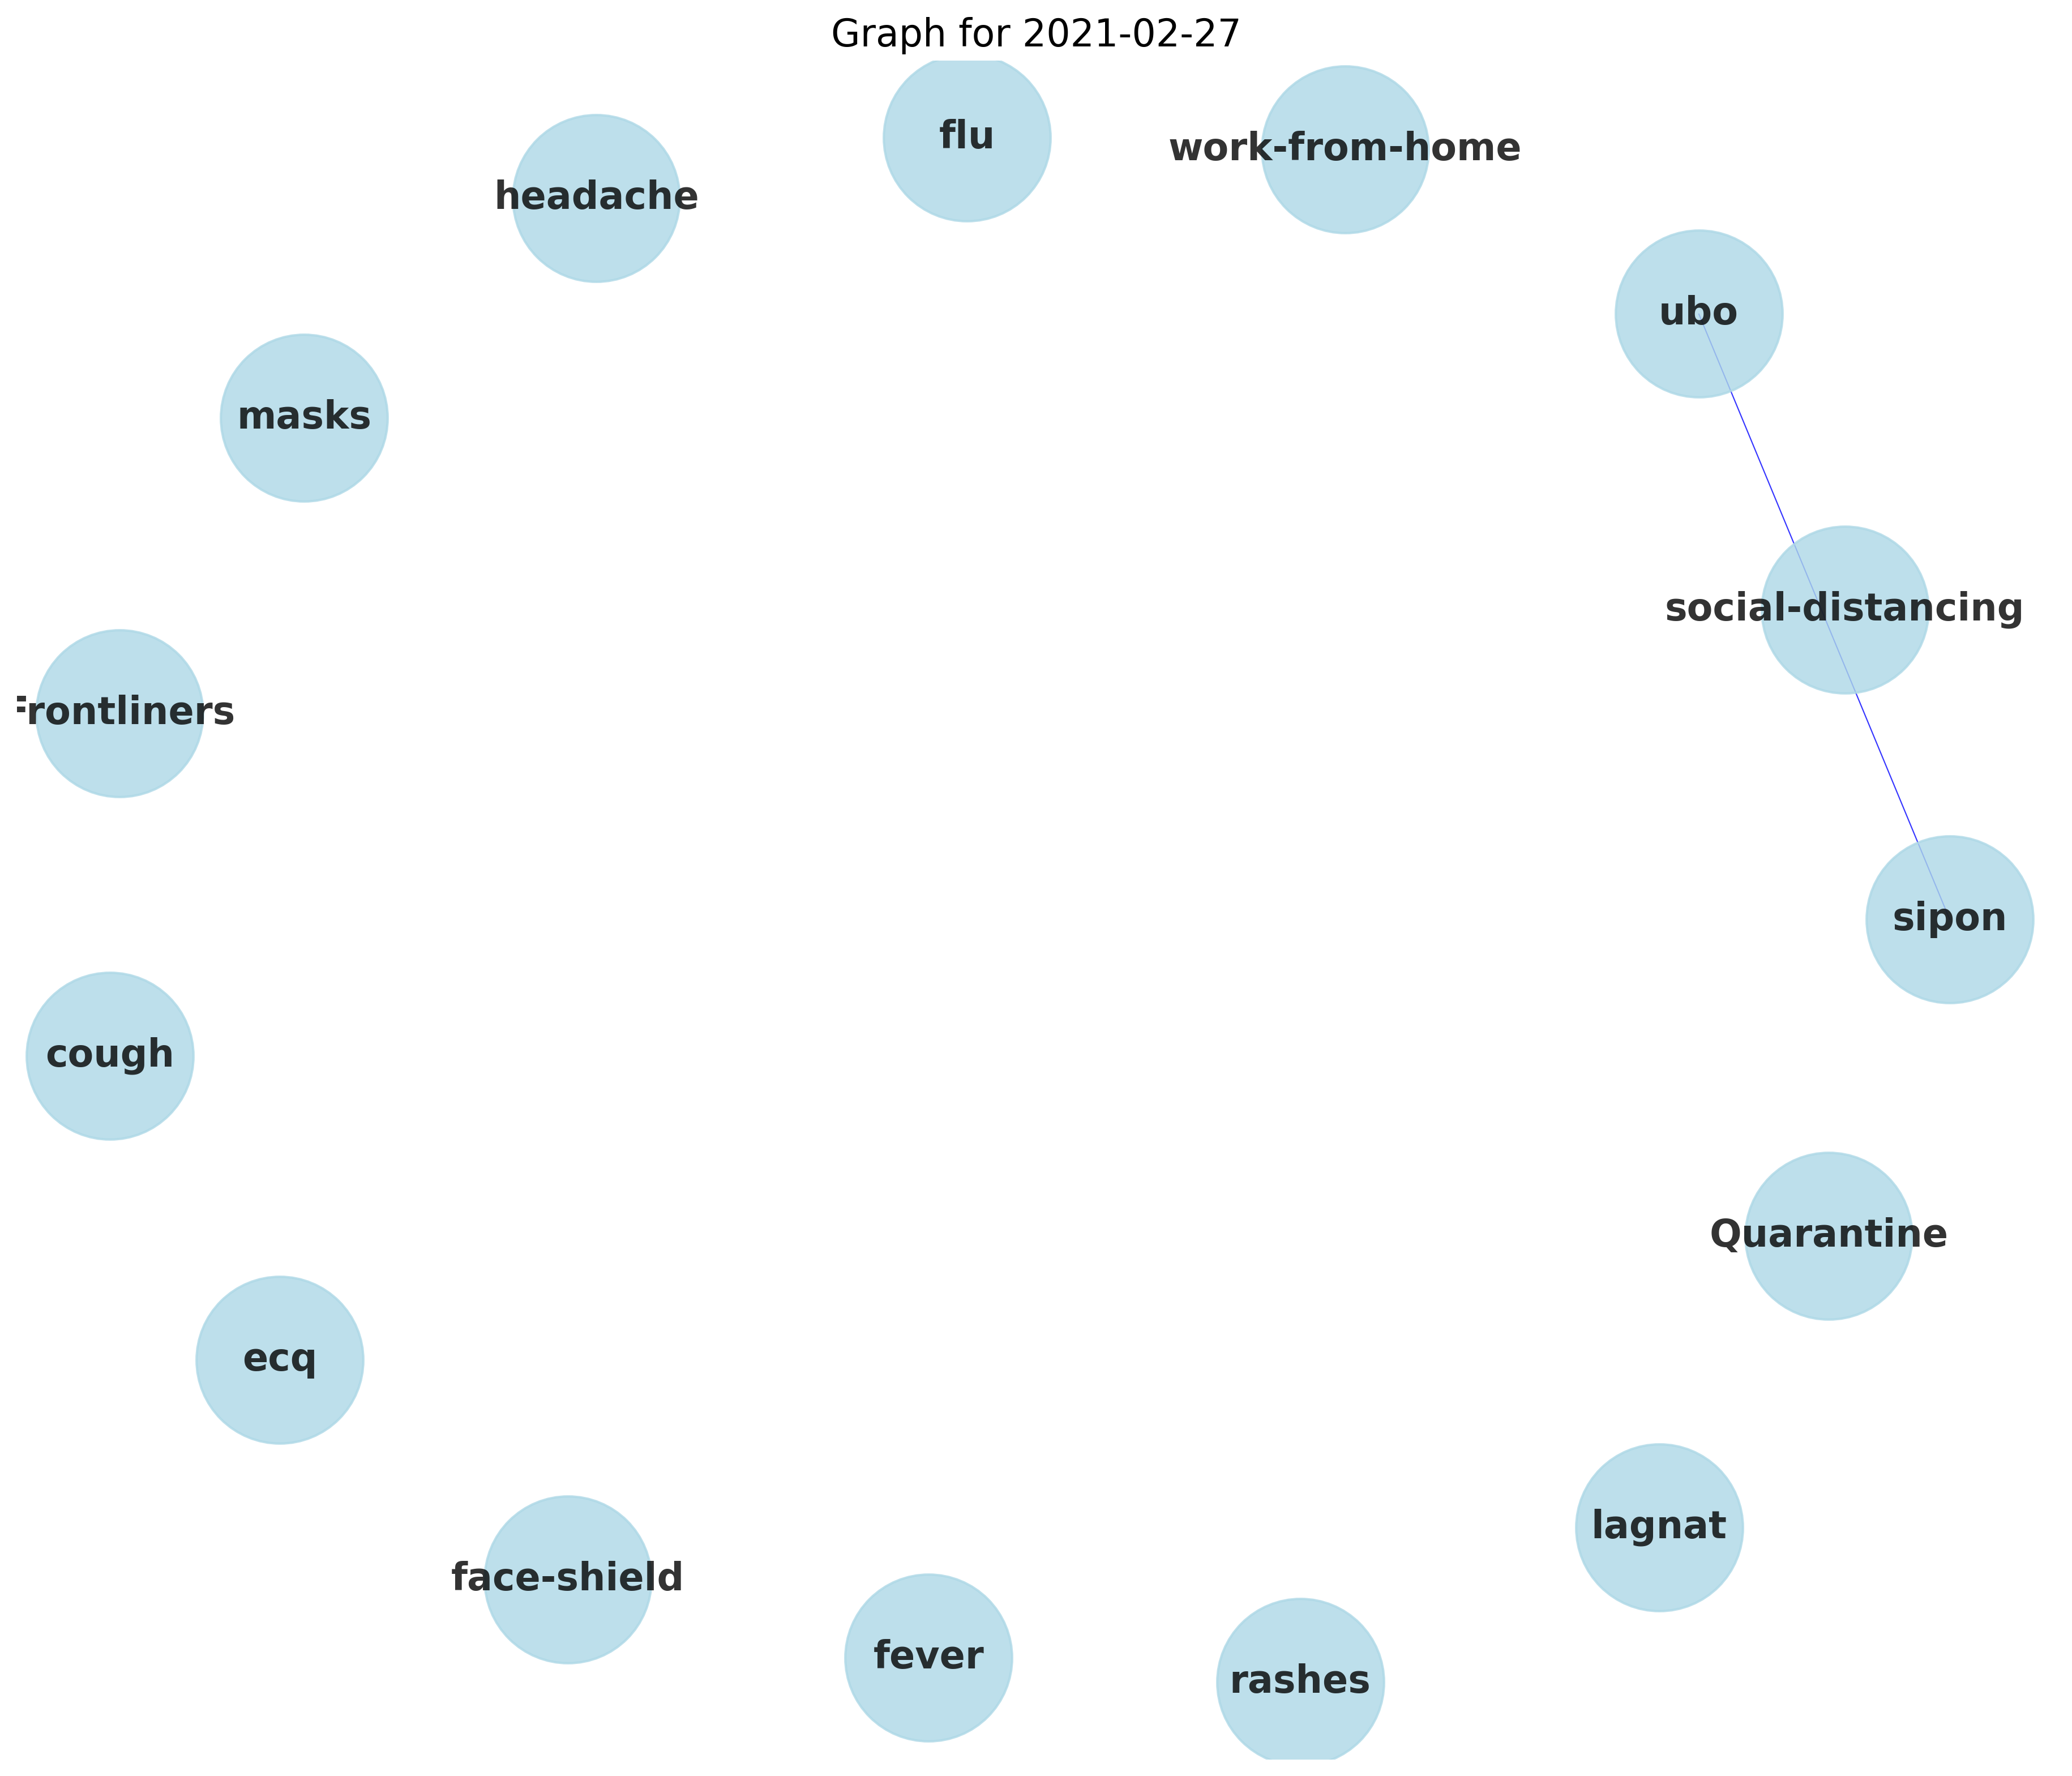 Graph for 2021-02-27
flu
work-from-home
headache
ubo
masks
social-distancing
Frontliners
sipon
cough
Quarantine
ecq
lagnat
face-shield
fever
rashes